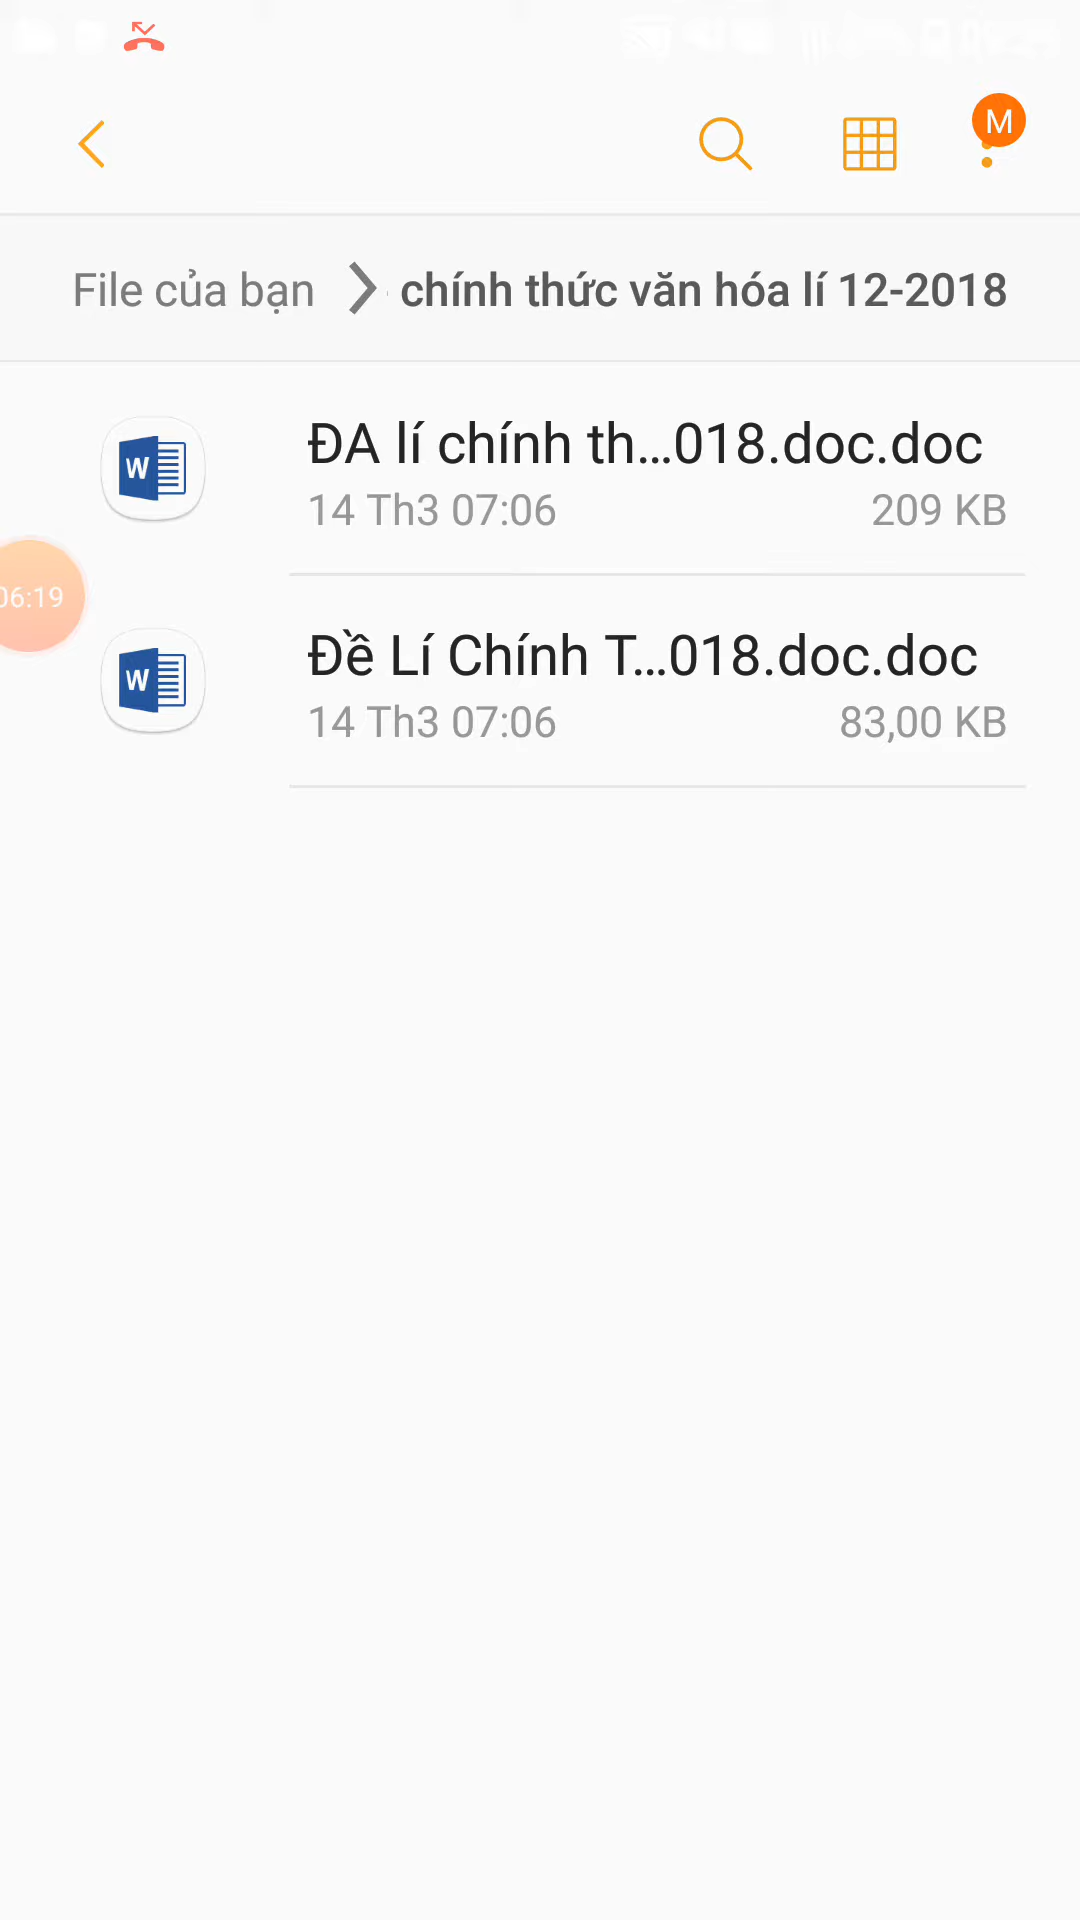 M
File của bạn > chính thức văn hóa lí 12-2018
ĐA lí chính th...018.doc.doc
14 Th3 07:06 209 KB
06:19
Đề Lí Chính T...018.doc.doc
14 Th3 07:06 83,00 KB